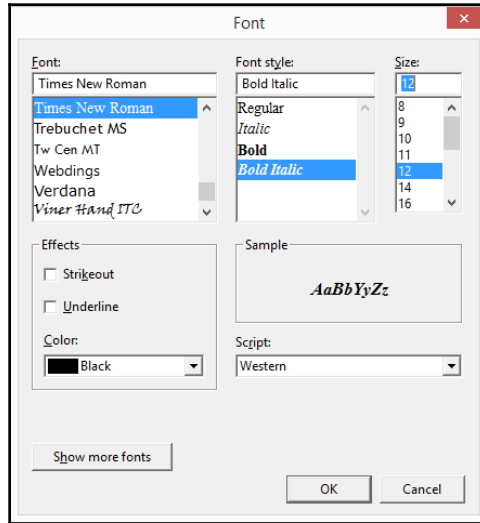 Font
Font:
Font style:
Size:
Times New Roman
Bold Italic
12
Times New Roman
Trebuchet MS
Tw Cen MT
Webdings
Verdana
Viner Hand ITC
Regular
Italic
Bold
Bold Italic
8
9
10
11
12
14
16
Effects
Strikeout
Underline
Color:
Black
Sample
AaBbYyZz
Script:
Western
Show more fonts
OK
Cancel